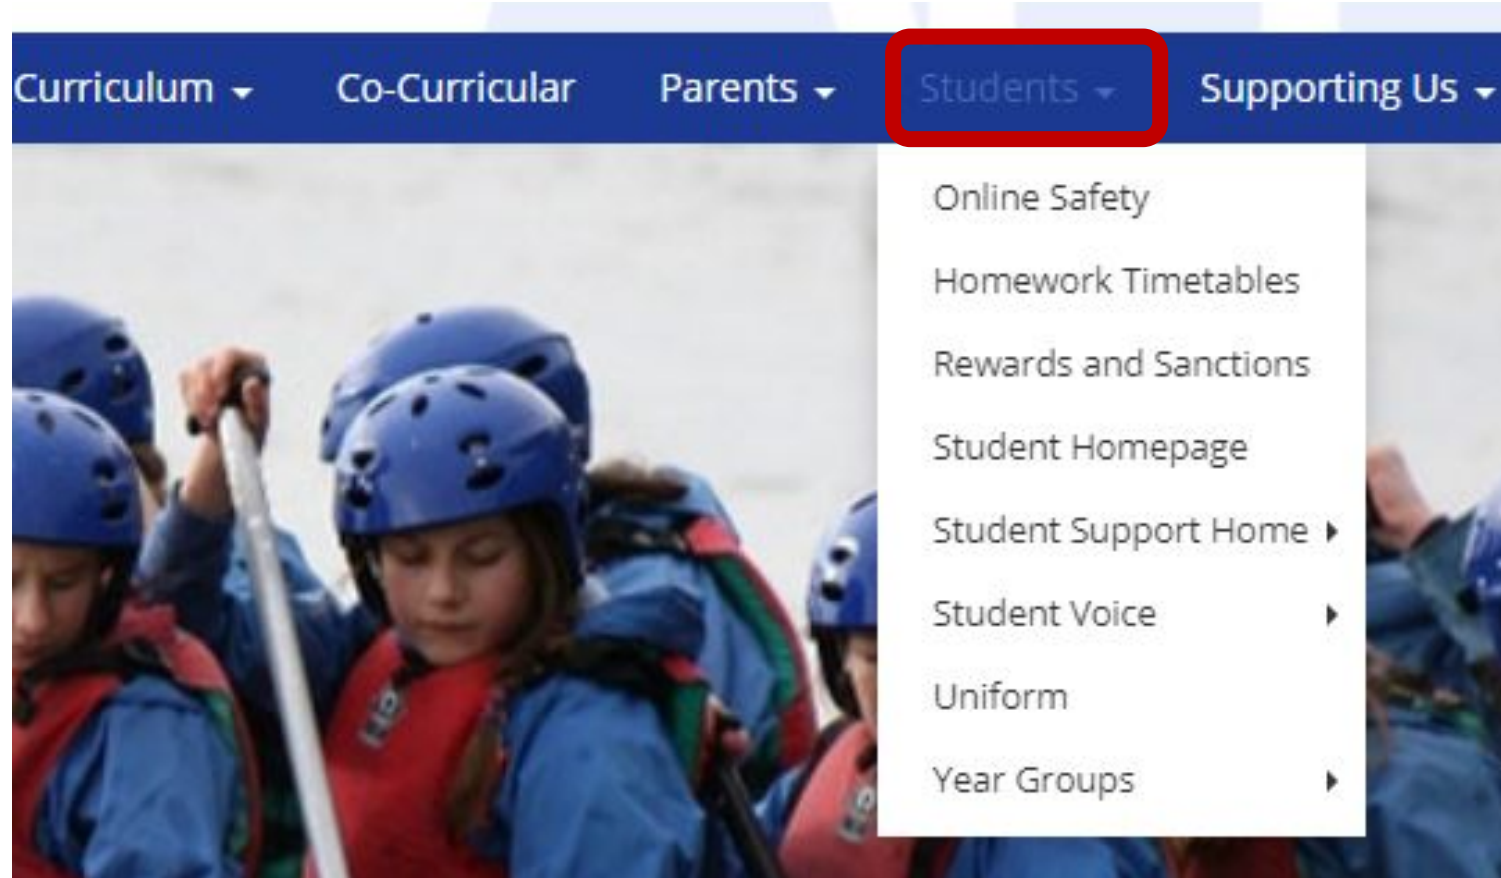 Curriculum
Co-Curricular
Parents
Students
Supporting Us
Online Safety
Homework Timetables
Rewards and Sanctions
Student Homepage
Student Support Home
Student Voice
Uniform
Year Groups